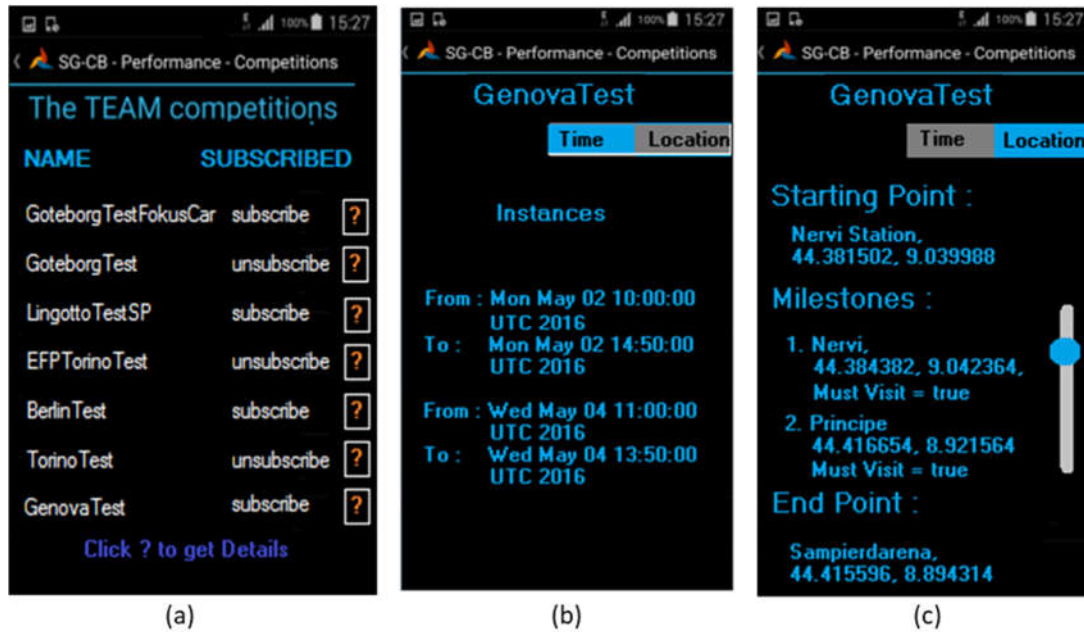 100% 15:27
SG-CB - Performance - Competitions
The TEAM competitions
NAME SUBSCRIBED
GoteborgTestFokusCar subscribe ?
GoteborgTest unsubscribe ?
LingottoTestSP subscribe ?
EFPTorinoTest unsubscribe ?
BerlinTest subscribe ?
TorinoTest unsubscribe ?
GenovaTest subscribe ?
Click ? to get Details
(a)
100% 15:27
SG-CB - Performance - Competitions
GenovaTest
Time Location
Instances
From : Mon May 02 10:00:00
UTC 2016
To : Mon May 02 14:50:00
UTC 2016
From : Wed May 04 11:00:00
UTC 2016
To : Wed May 04 13:50:00
UTC 2016
(b)
100% 15:27
SG-CB - Performance - Competitions
GenovaTest
Time Location
Starting Point :
Nervi Station,
44.381502, 9.039988
Milestones :
1. Nervi,
44.384382, 9.042364,
Must Visit = true
2. Principe
44.416654, 8.921564
Must Visit = true
End Point :
Sampierdarena,
44.415596, 8.894314
(c)